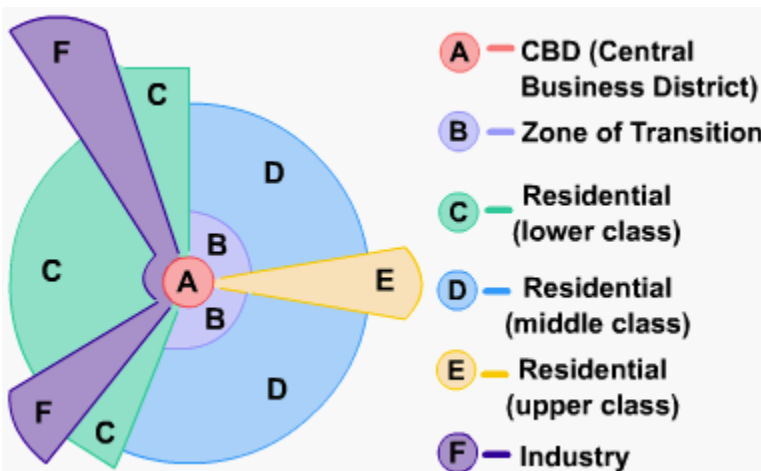 F
C
D
B
C
A
E
B
D
F
C
A CBD (Central
Business District)
B Zone of Transition
C Residential
(lower class)
D Residential
(middle class)
E Residential
(upper class)
F Industry